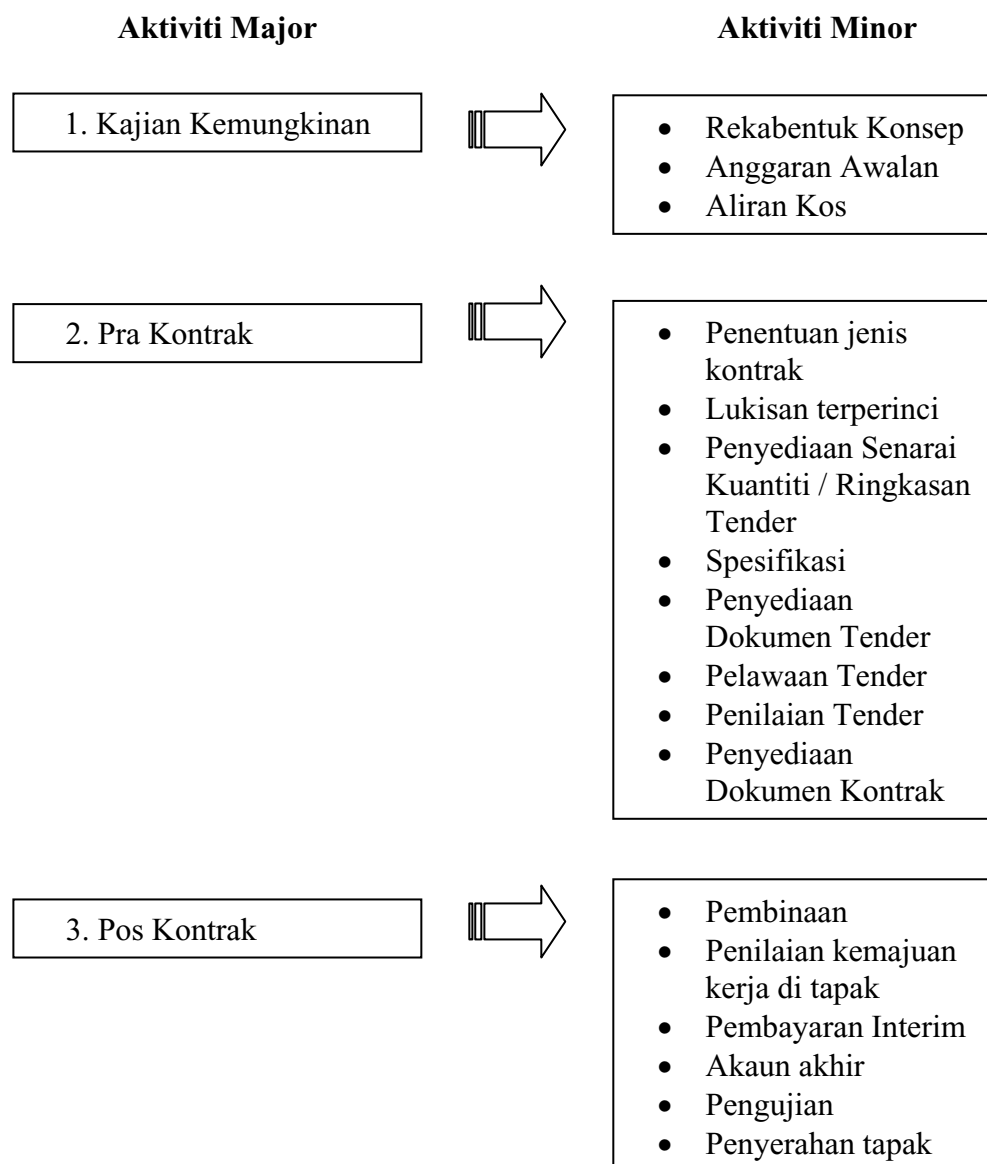 Aktiviti Major
Aktiviti Minor
1. Kajian Kemungkinan
• Rekabentuk Konsep
• Anggaran Awalan
• Aliran Kos
2. Pra Kontrak
• Penentuan jenis
kontrak
• Lukisan terperinci
• Penyediaan Senarai
Kuantiti / Ringkasan
Tender
• Spesifikasi
• Penyediaan
Dokumen Tender
• Pelawaan Tender
• Penilaian Tender
• Penyediaan
Dokumen Kontrak
3. Pos Kontrak
• Pembinaan
• Penilaian kemajuan
kerja di tapak
• Pembayaran Interim
• Akaun akhir
• Pengujian
• Penyerahan tapak